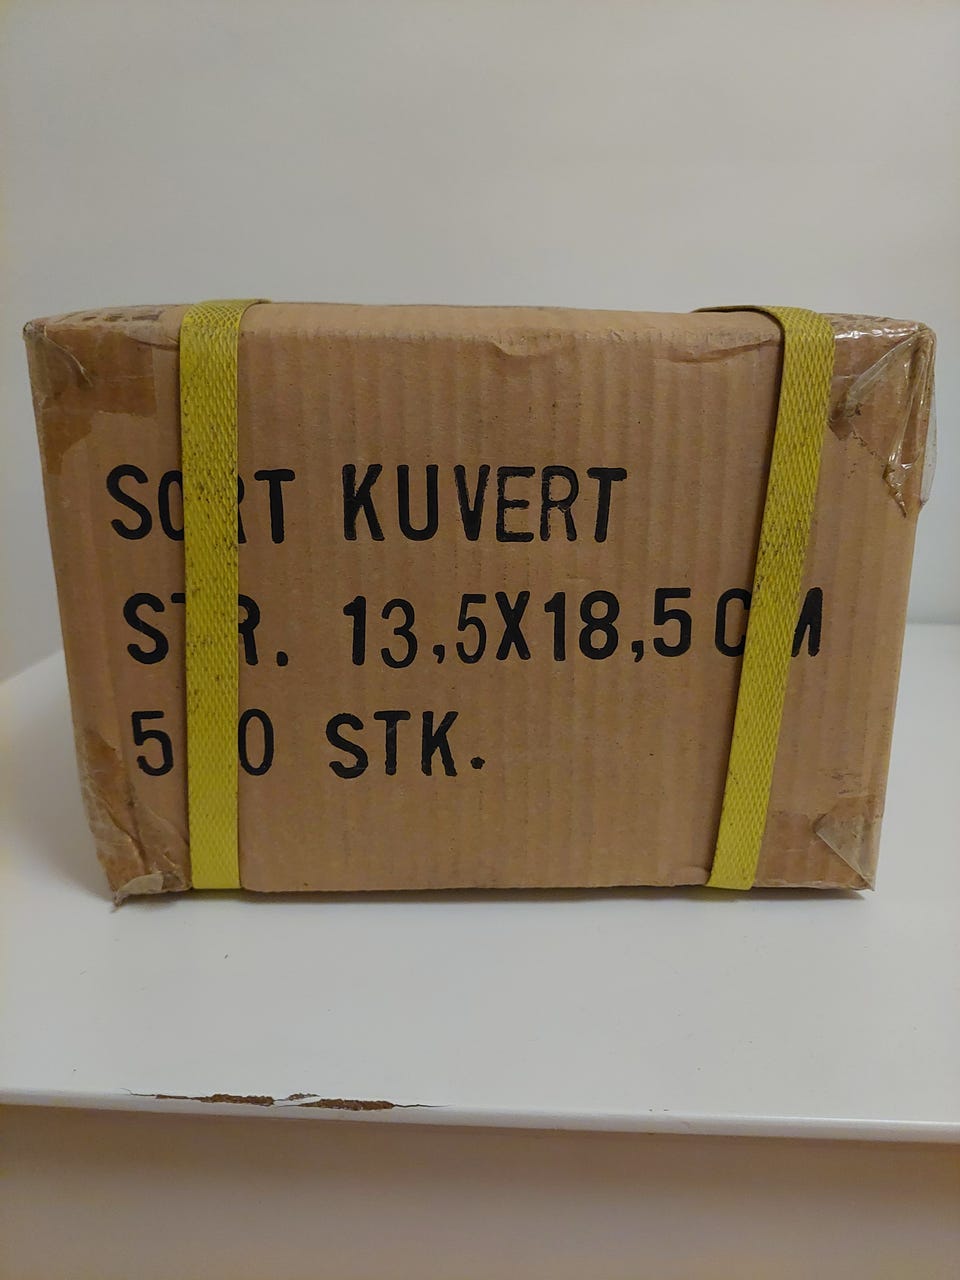 SORT KUVERT
STR. 13,5X18,5 CM
STK.